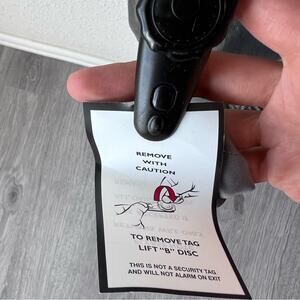 REMOVE
WITH
CAUTION
TO REMOVE TAG
LIFT "B" DISC
THIS IS NOT A SECURITY TAG
AND WILL NOT ALARM ON EXIT